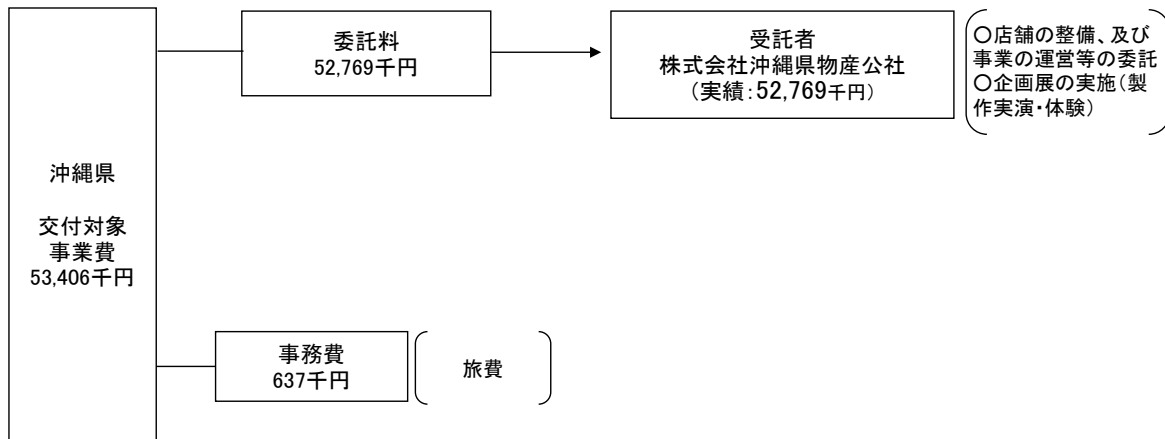 沖縄県
交付対象
事業費
53,406千円
委託料
52,769千円
受託者
株式会社沖縄県物産公社
(実績:52,769千円)
○店舗の整備、及び
事業の運営等の委託
○企画展の実施(製
作実演・体験)
事務費
637千円
旅費